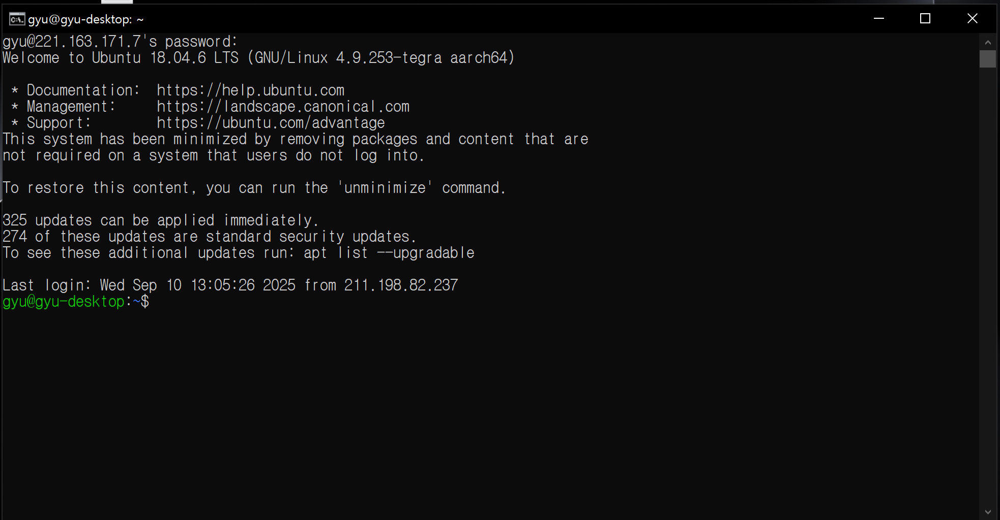 gyu@gyu-desktop: ~
gyu@221.163.171.7's password:
Welcome to Ubuntu 18.04.6 LTS (GNU/Linux 4.9.253-tegra aarch64)
* Documentation:  https://help.ubuntu.com
* Management:     https://landscape.canonical.com
* Support:        https://ubuntu.com/advantage
This system has been minimized by removing packages and content that are
not required on a system that users do not log into.
To restore this content, you can run the 'unminimize' command.
325 updates can be applied immediately.
274 of these updates are standard security updates.
To see these additional updates run: apt list --upgradable
Last login: Wed Sep 10 13:05:26 2025 from 211.198.82.237
gyu@gyu-desktop:~$